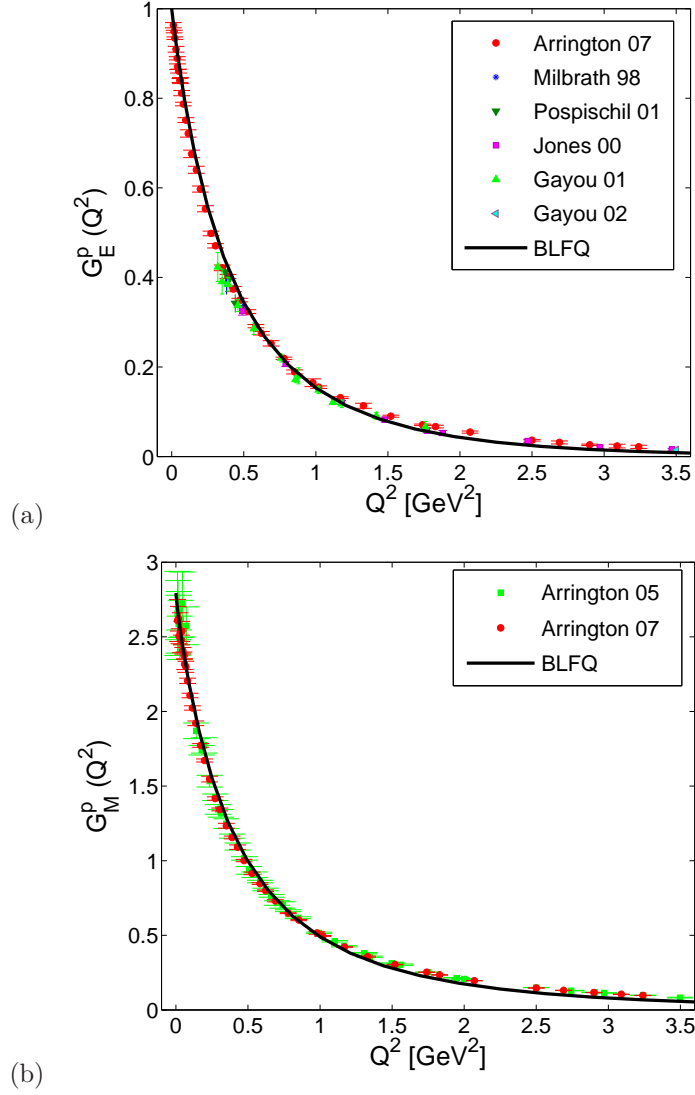 1
0.8
0.6
0.4
0.2
0
G_E^p (Q^2)
Arrington 07
Milbrath 98
Pospischil 01
Jones 00
Gayou 01
Gayou 02
BLFQ
0 0.5 1 1.5 2 2.5 3 3.5
Q^2 [GeV^2]
(a)
3
2.5
2
1.5
1
0.5
0
G_M^p (Q^2)
Arrington 05
Arrington 07
BLFQ
0 0.5 1 1.5 2 2.5 3 3.5
Q^2 [GeV^2]
(b)